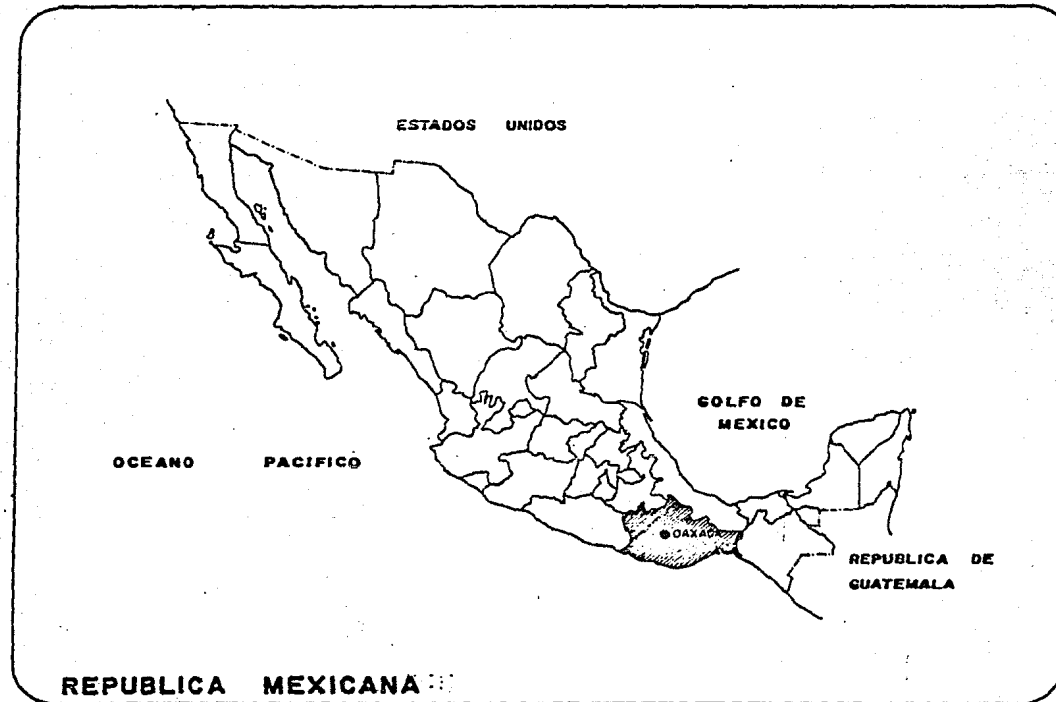 ESTADOS UNIDOS
GOLFO DE
MEXICO
OCEANO PACIFICO
OAXACA
REPUBLICA DE
GUATEMALA
REPUBLICA MEXICANA